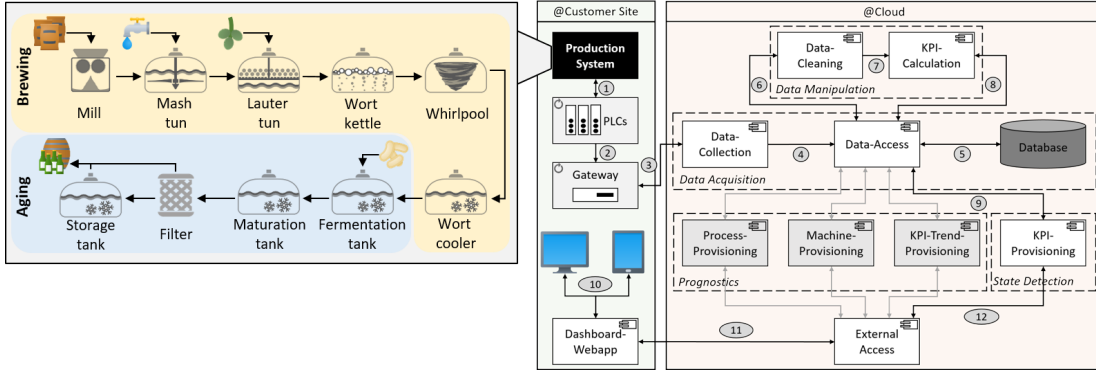 Brewing
Mill
Mash
tun
Lauter
tun
Wort
kettle
Whirlpool
Aging
Storage
tank
Filter
Maturation
tank
Fermentation
tank
Wort
cooler
@Customer Site
Production
System
1
PLCs
2
Gateway
3
10
Dashboard-
Webapp
11
@Cloud
Data-
Cleaning
7
KPI-
Calculation
6
8
Data Manipulation
Data-
Collection
4
Data-Access
5
Database
Data Acquisition
9
Process-
Provisioning
Machine-
Provisioning
KPI-Trend-
Provisioning
KPI-
Provisioning
Prognostics
State Detection
12
External
Access